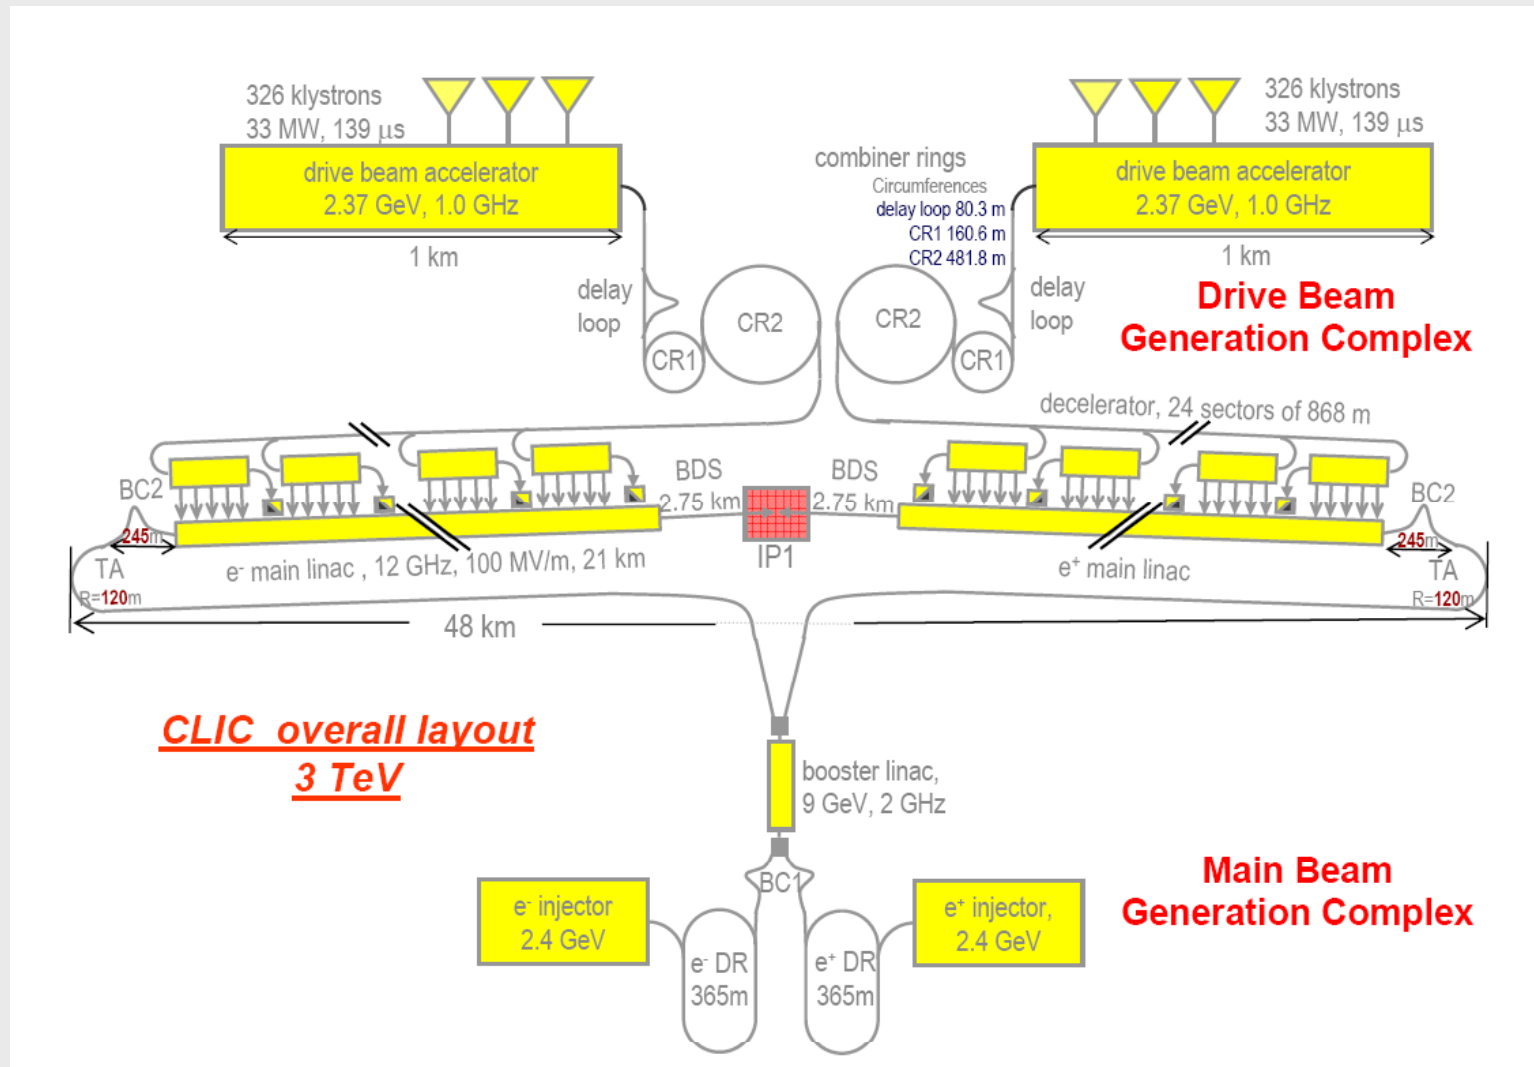 326 klystrons
33 MW, 139 μs
drive beam accelerator
2.37 GeV, 1.0 GHz
1 km
delay
loop
CR1
CR2
combiner rings
Circumferences
delay loop 80.3 m
CR1 160.6 m
CR2 481.8 m
326 klystrons
33 MW, 139 μs
drive beam accelerator
2.37 GeV, 1.0 GHz
1 km
CR2
CR1
delay
loop
Drive Beam
Generation Complex
decelerator, 24 sectors of 868 m
BC2
245m
TA
R=120m
BDS
2.75 km
IP1
BDS
2.75 km
e- main linac , 12 GHz, 100 MV/m, 21 km
e+ main linac
BC2
245m
TA
R=120m
48 km
CLIC overall layout
3 TeV
booster linac,
9 GeV, 2 GHz
BC1
e- injector
2.4 GeV
e- DR
365m
e+ DR
365m
e+ injector,
2.4 GeV
Main Beam
Generation Complex